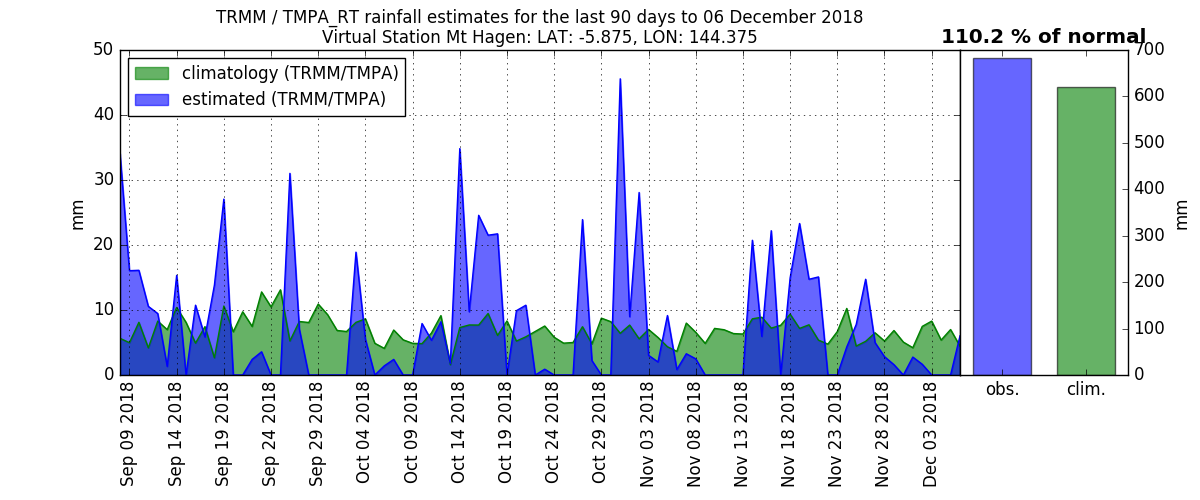 TRMM / TMPA_RT rainfall estimates for the last 90 days to 06 December 2018
Virtual Station Mt Hagen: LAT: -5.875, LON: 144.375
110.2 % of normal
climatology (TRMM/TMPA)
estimated (TRMM/TMPA)
50
40
30
20
10
0
mm
Sep 09 2018
Sep 14 2018
Sep 19 2018
Sep 24 2018
Sep 29 2018
Oct 04 2018
Oct 09 2018
Oct 14 2018
Oct 19 2018
Oct 24 2018
Oct 29 2018
Nov 03 2018
Nov 08 2018
Nov 13 2018
Nov 18 2018
Nov 23 2018
Nov 28 2018
Dec 03 2018
700
600
500
400
300
200
100
0
mm
obs.
clim.